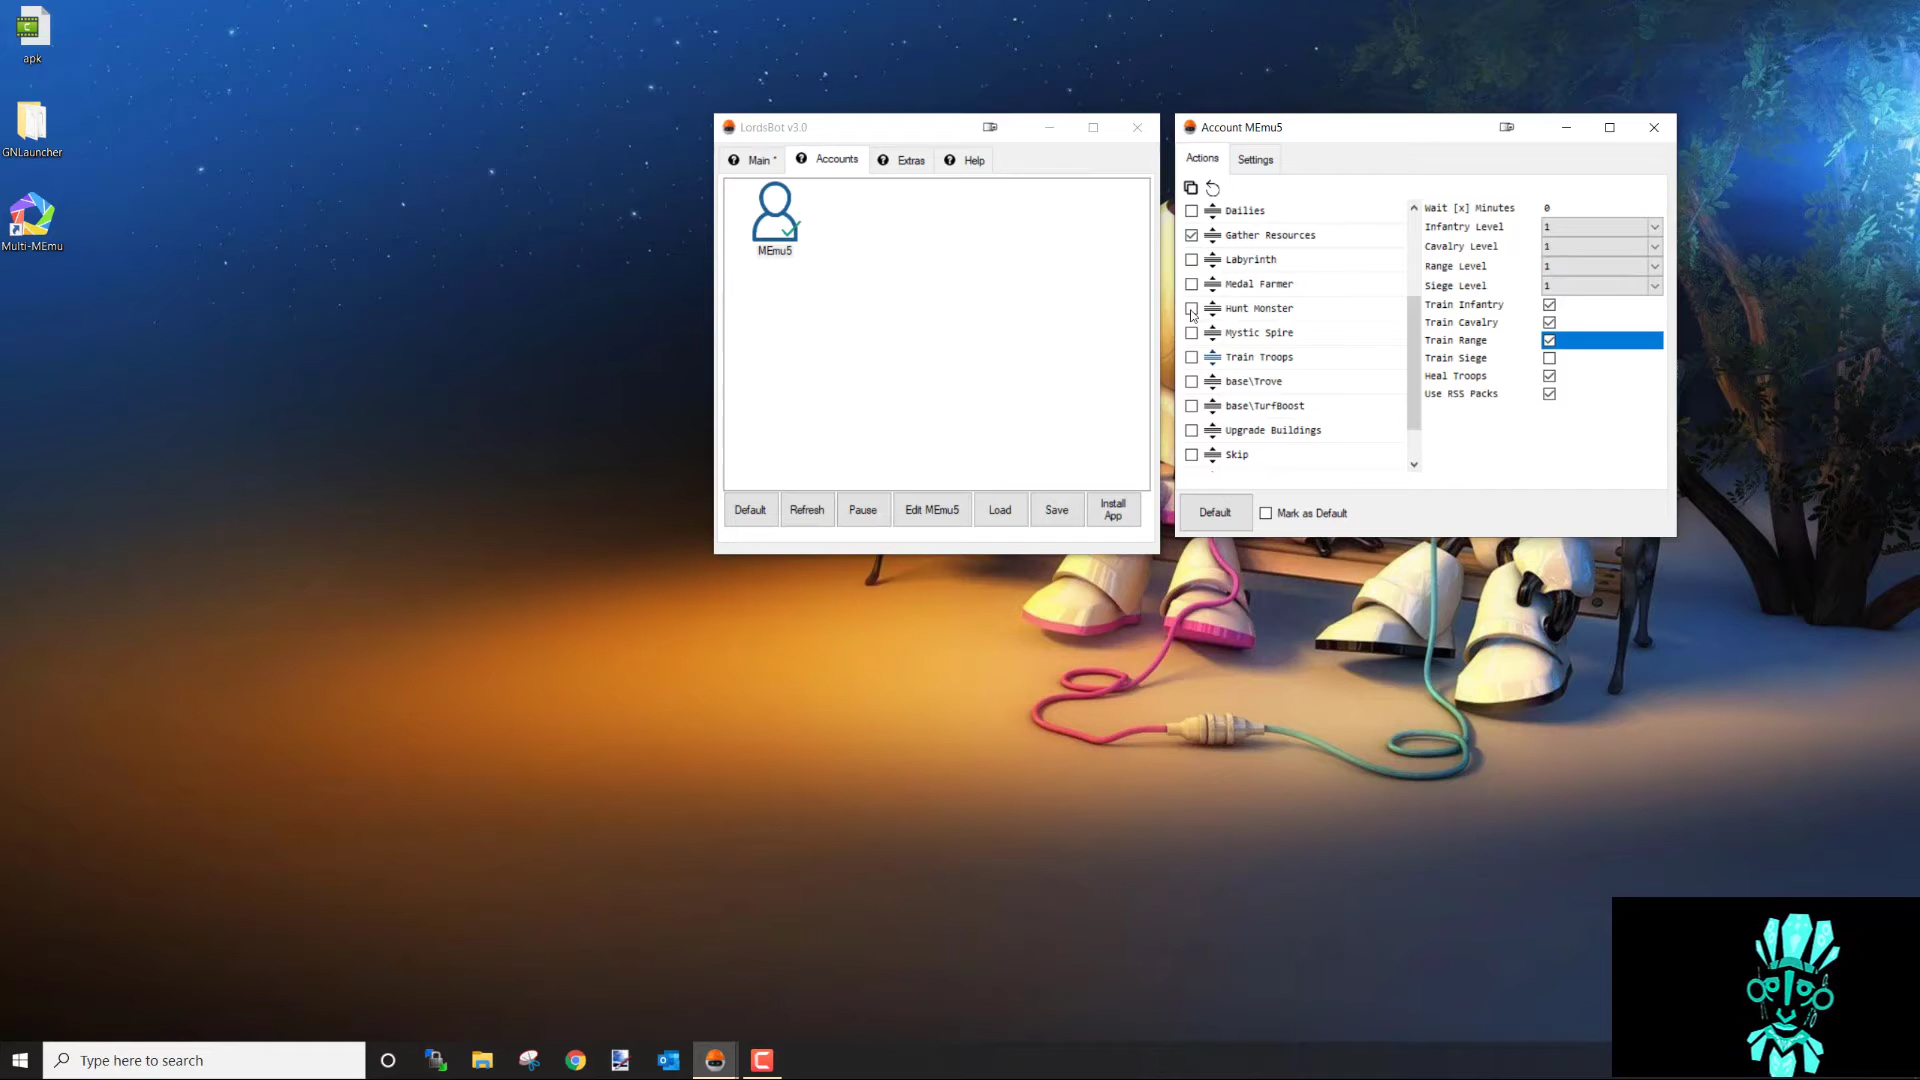 apk
GNLauncher
Multi-MEmu
LordsBot v3.0
Main *
Accounts
Extras
Help
MEmu5
Default
Refresh
Pause
Edit MEmu5
Load
Save
Install
App
Account MEmu5
Actions
Settings
Dailies
Gather Resources
Labyrinth
Medal Farmer
Hunt Monster
Mystic Spire
Train Troops
base\Trove
base\TurfBoost
Upgrade Buildings
Skip
Wait [x] Minutes 0
Infantry Level 1
Cavalry Level 1
Range Level 1
Siege Level 1
Train Infantry
Train Cavalry
Train Range
Train Siege
Heal Troops
Use RSS Packs
Default
Mark as Default
Type here to search